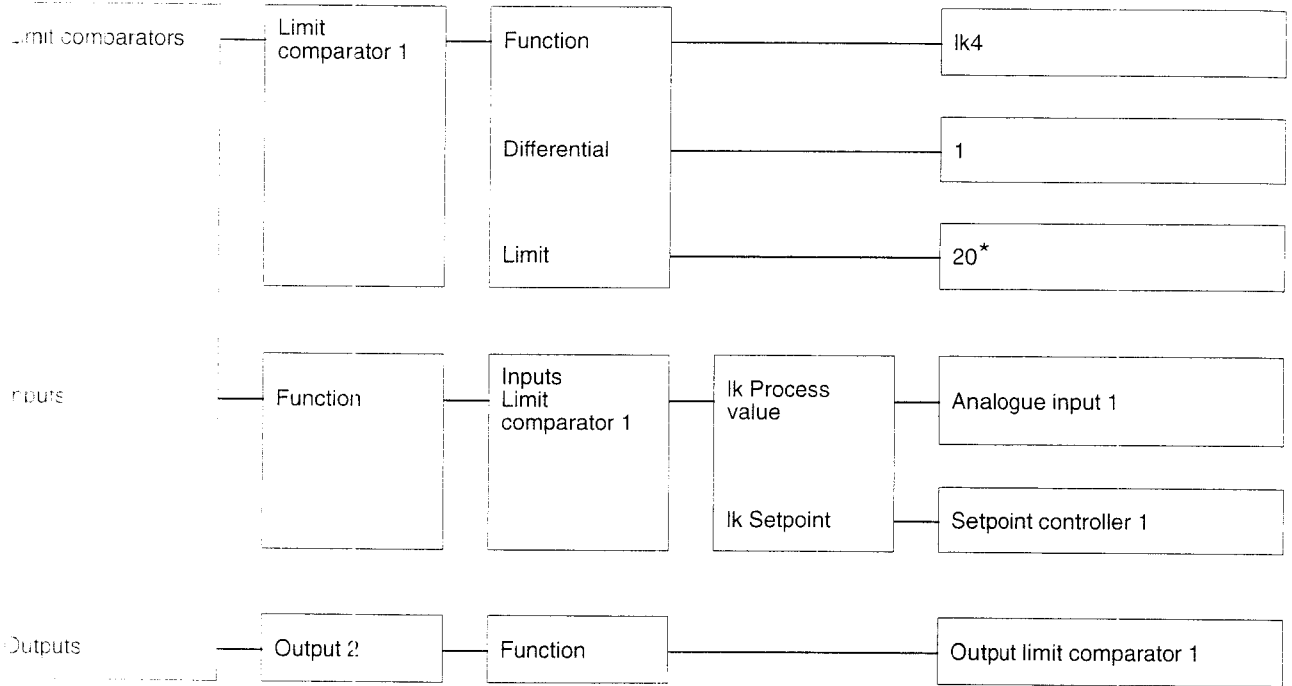 Limit comparators
Limit
comparator 1
Function
lk4
Differential
1
Limit
20*
Inputs
Function
Inputs
Limit
comparator 1
lk Process
value
Analogue input 1
lk Setpoint
Setpoint controller 1
Outputs
Output 2
Function
Output limit comparator 1